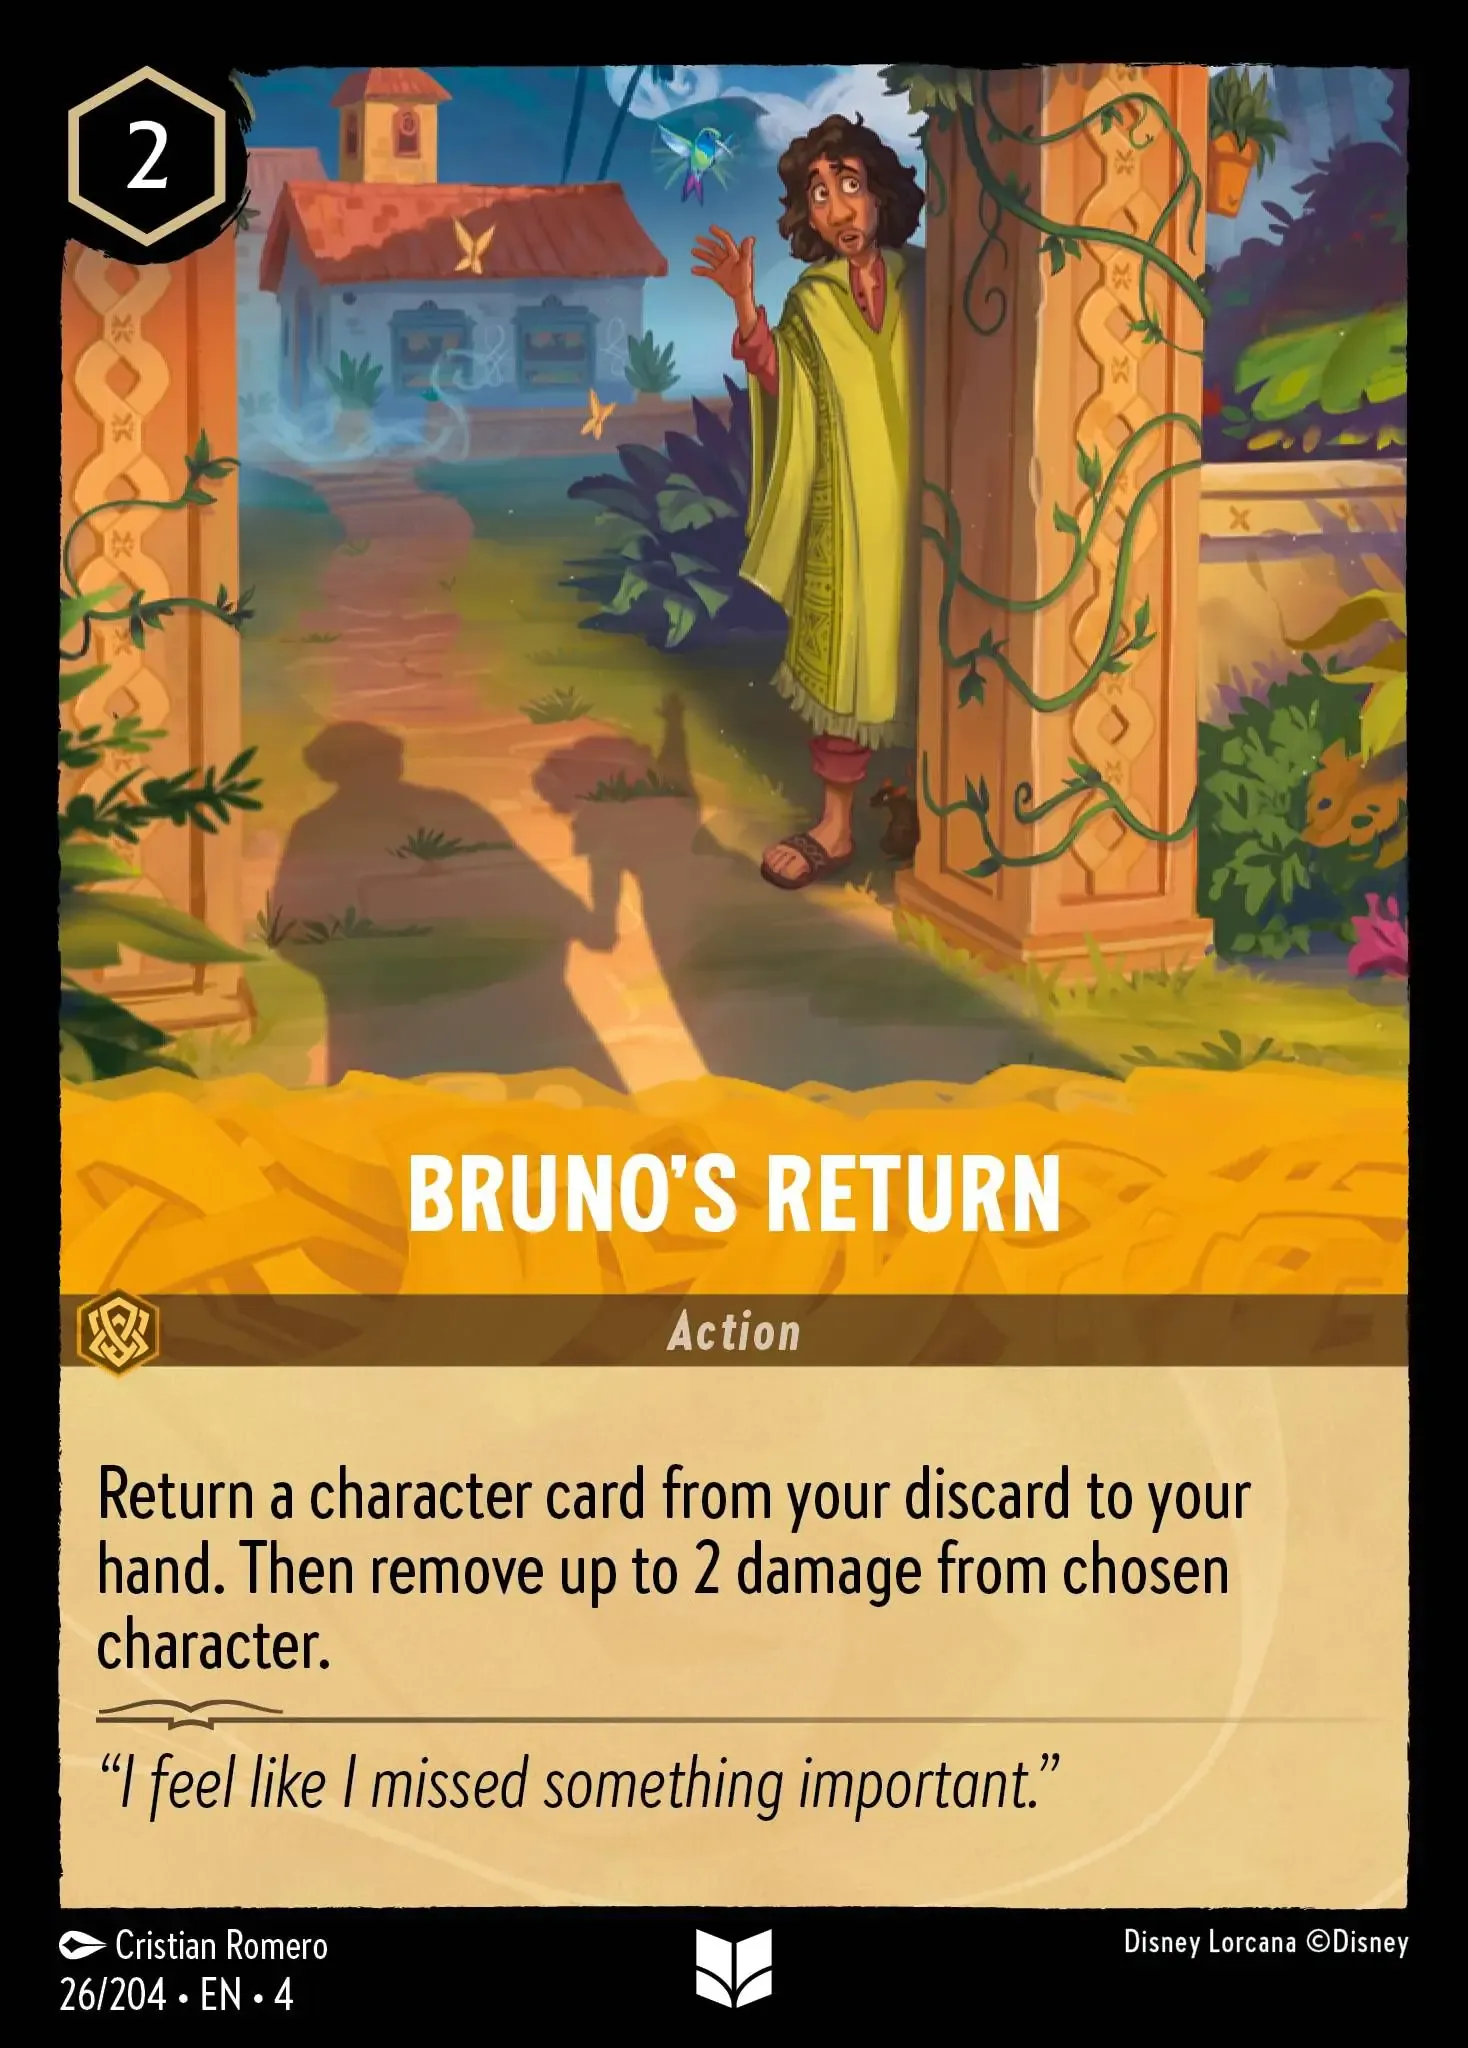 2
BRUNO’S RETURN
Action
Return a character card from your discard to your
hand. Then remove up to 2 damage from chosen
character.
“I feel like I missed something important.”
Cristian Romero
Disney Lorcana ©Disney
26/204 • EN • 4